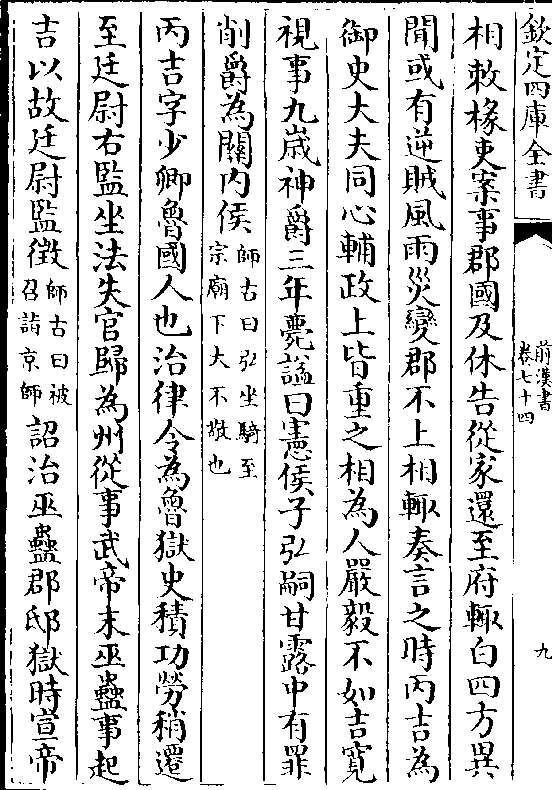 欽定四庫全書
前漢書
卷七十四
九
相敕掾吏案事郡國及休告從家還至府輒白四方異
聞或有逆賊風雨災變郡不上相輒奏言之時丙吉為
御史大夫同心輔政上皆重之相為人嚴毅不如吉寛
視事九嵗神爵三年薨諡曰憲侯子弘嗣甘露中有罪
削爵為關内侯師古曰弘坐騎至
宗廟下大不敬也
丙吉字少卿魯國人也治律令為魯獄史積功勞稍遷
至廷尉右監坐法失官歸為州從事武帝末巫蠱事起
吉以故廷尉監徵師古曰被
召詣京師詔治巫蠱郡邸獄時宣帝